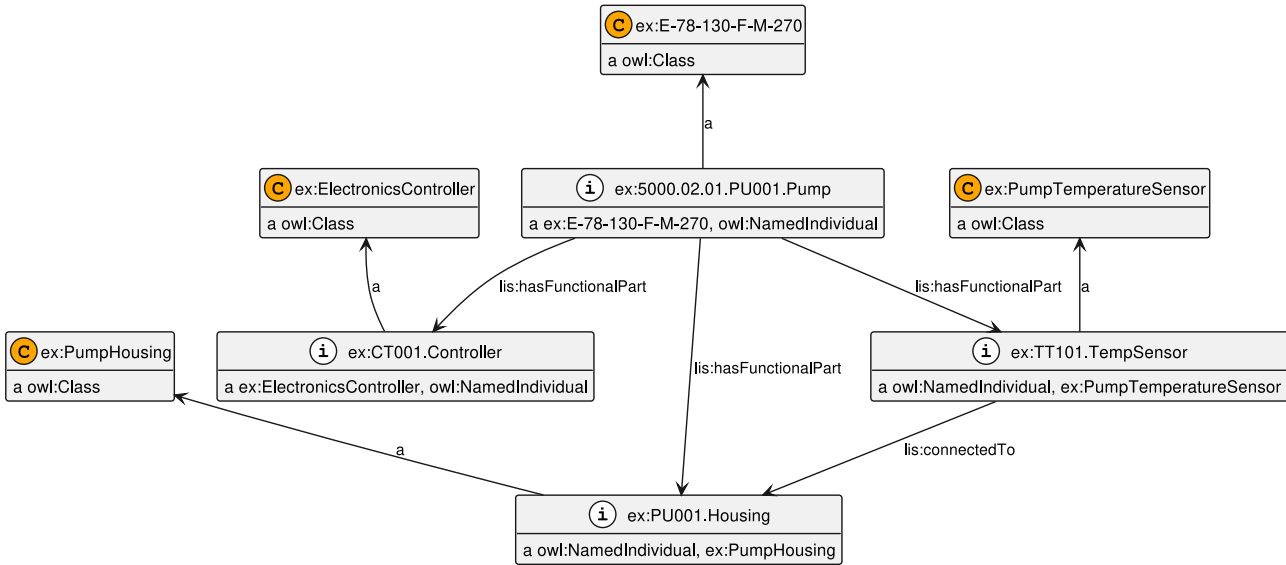 C ex:E-78-130-F-M-270
a owl:Class
a
C ex:ElectronicsController
a owl:Class
i ex:5000.02.01.PU001.Pump
a ex:E-78-130-F-M-270, owl:NamedIndividual
C ex:PumpTemperatureSensor
a owl:Class
a
lis:hasFunctionalPart
lis:hasFunctionalPart
a
C ex:PumpHousing
a owl:Class
i ex:CT001.Controller
a ex:ElectronicsController, owl:NamedIndividual
lis:hasFunctionalPart
i ex:TT101.TempSensor
a owl:NamedIndividual, ex:PumpTemperatureSensor
a
lis:connectedTo
i ex:PU001.Housing
a owl:NamedIndividual, ex:PumpHousing